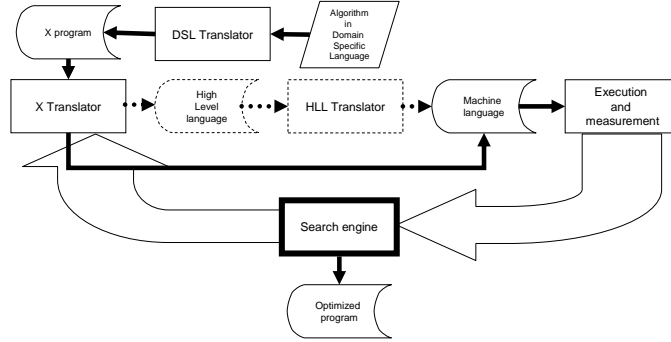 X program
DSL Translator
Algorithm
in
Domain
Specific
Language
X Translator
High
Level
language
HLL Translator
Machine
language
Execution
and
measurement
Search engine
Optimized
program